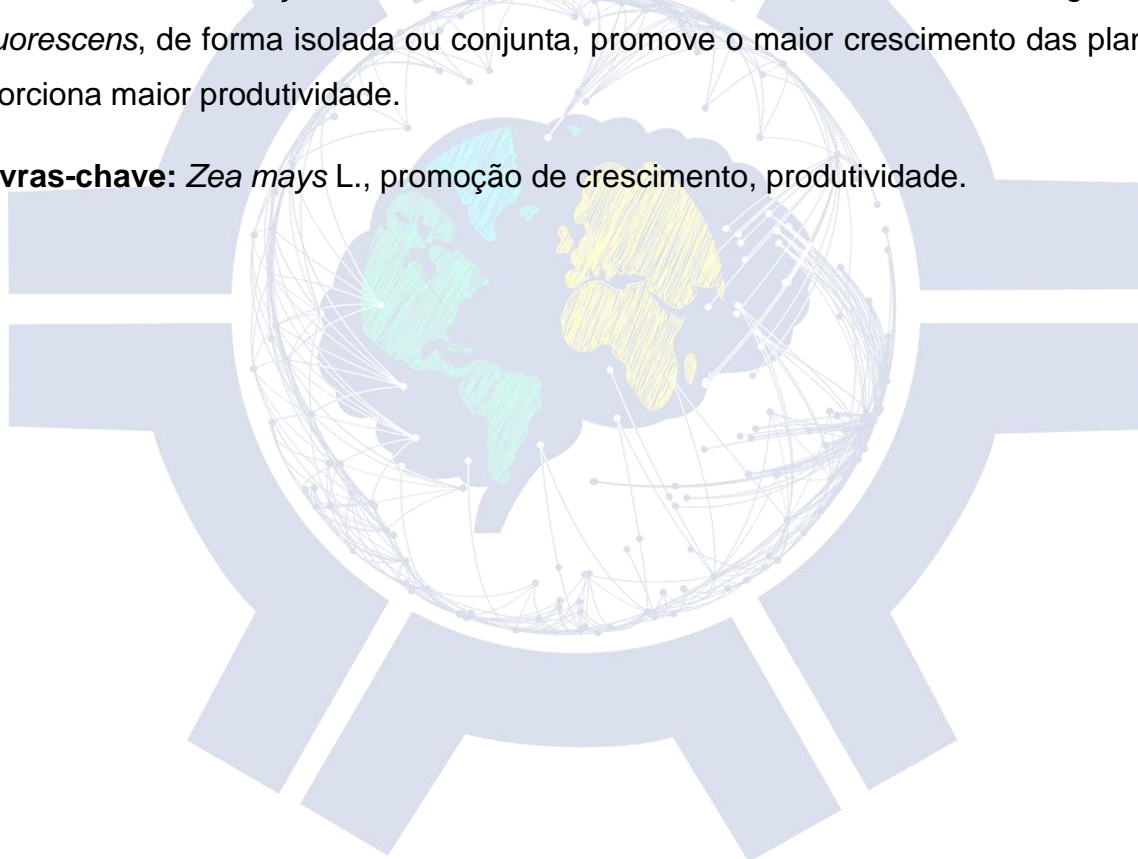 uorescens, de forma isolada ou conjunta, promove o maior crescimento das plan
orciona maior produtividade.
vras-chave: Zea mays L., promoção de crescimento, produtividade.